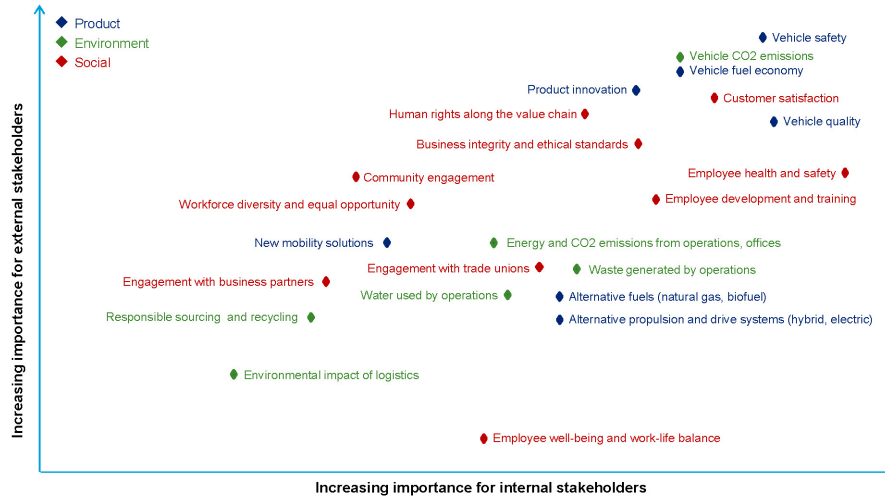 Product
Environment
Social
Vehicle safety
Vehicle CO2 emissions
Vehicle fuel economy
Product innovation
Customer satisfaction
Human rights along the value chain
Vehicle quality
Business integrity and ethical standards
Employee health and safety
Community engagement
Employee development and training
Workforce diversity and equal opportunity
New mobility solutions
Energy and CO2 emissions from operations, offices
Engagement with trade unions
Waste generated by operations
Engagement with business partners
Water used by operations
Alternative fuels (natural gas, biofuel)
Responsible sourcing and recycling
Alternative propulsion and drive systems (hybrid, electric)
Environmental impact of logistics
Employee well-being and work-life balance
Increasing importance for external stakeholders
Increasing importance for internal stakeholders